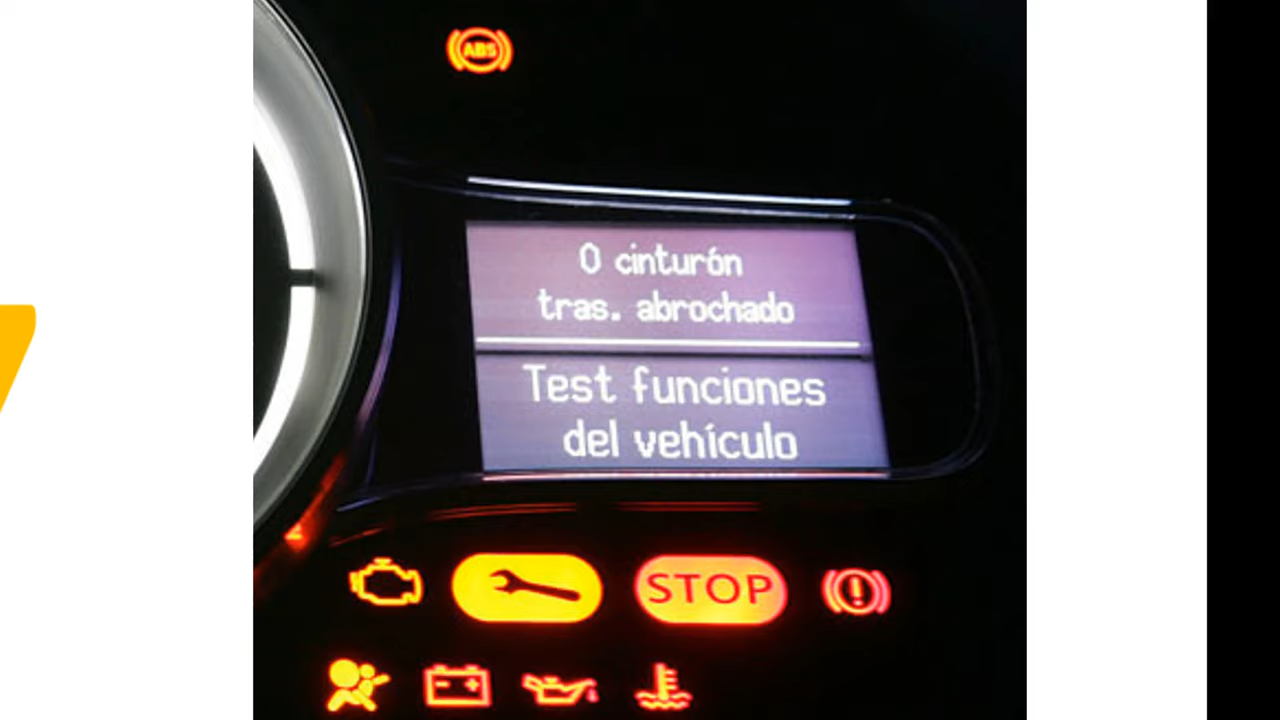 ABS
0 cinturón
tras. abrochado
Test funciones
del vehículo
STOP